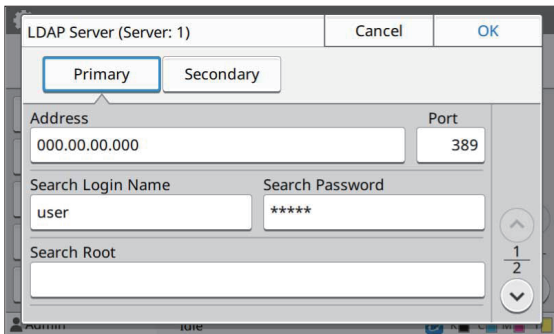 LDAP Server (Server: 1) Cancel OK
Primary Secondary
Address Port
000.00.00.000 389
Search Login Name Search Password
user *****
Search Root
1
2
Admin Idle K C M Y